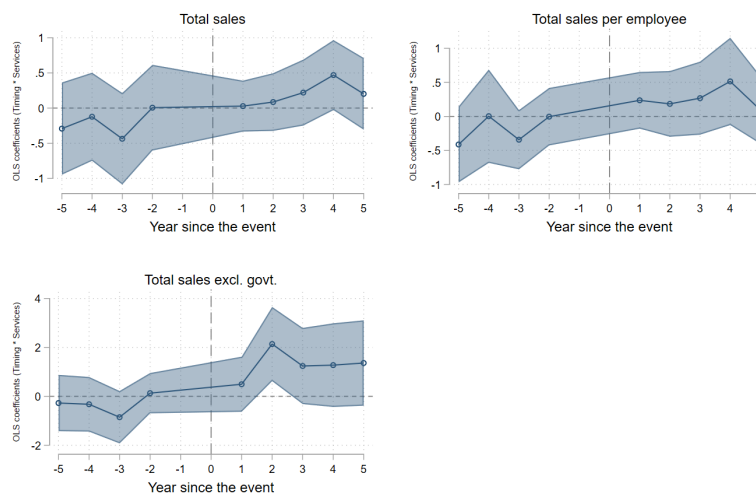 Total sales
OLS coefficients (Timing * Services)
1
.5
0
-.5
-1
-5 -4 -3 -2 -1 0 1 2 3 4 5
Year since the event
Total sales per employee
OLS coefficients (Timing * Services)
1
.5
0
-.5
-1
-5 -4 -3 -2 -1 0 1 2 3 4
Year since the event
Total sales excl. govt.
OLS coefficients (Timing * Services)
4
2
0
-2
-5 -4 -3 -2 -1 0 1 2 3 4 5
Year since the event